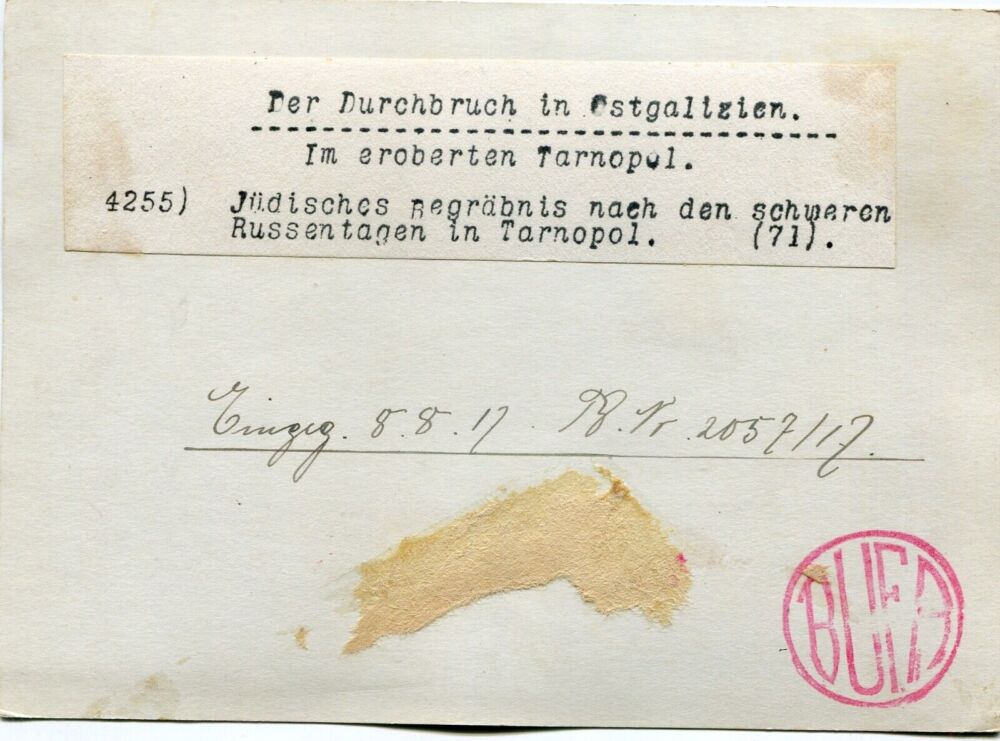 Der Durchbruch in Ostgalizien.
Im eroberten Tarnopol.
4255) Jüdisches Begräbnis nach den schweren
Russentagen in Tarnopol. (71).
Eingeg. 8.8.17. B. Nr. 2057/17.
BUFA